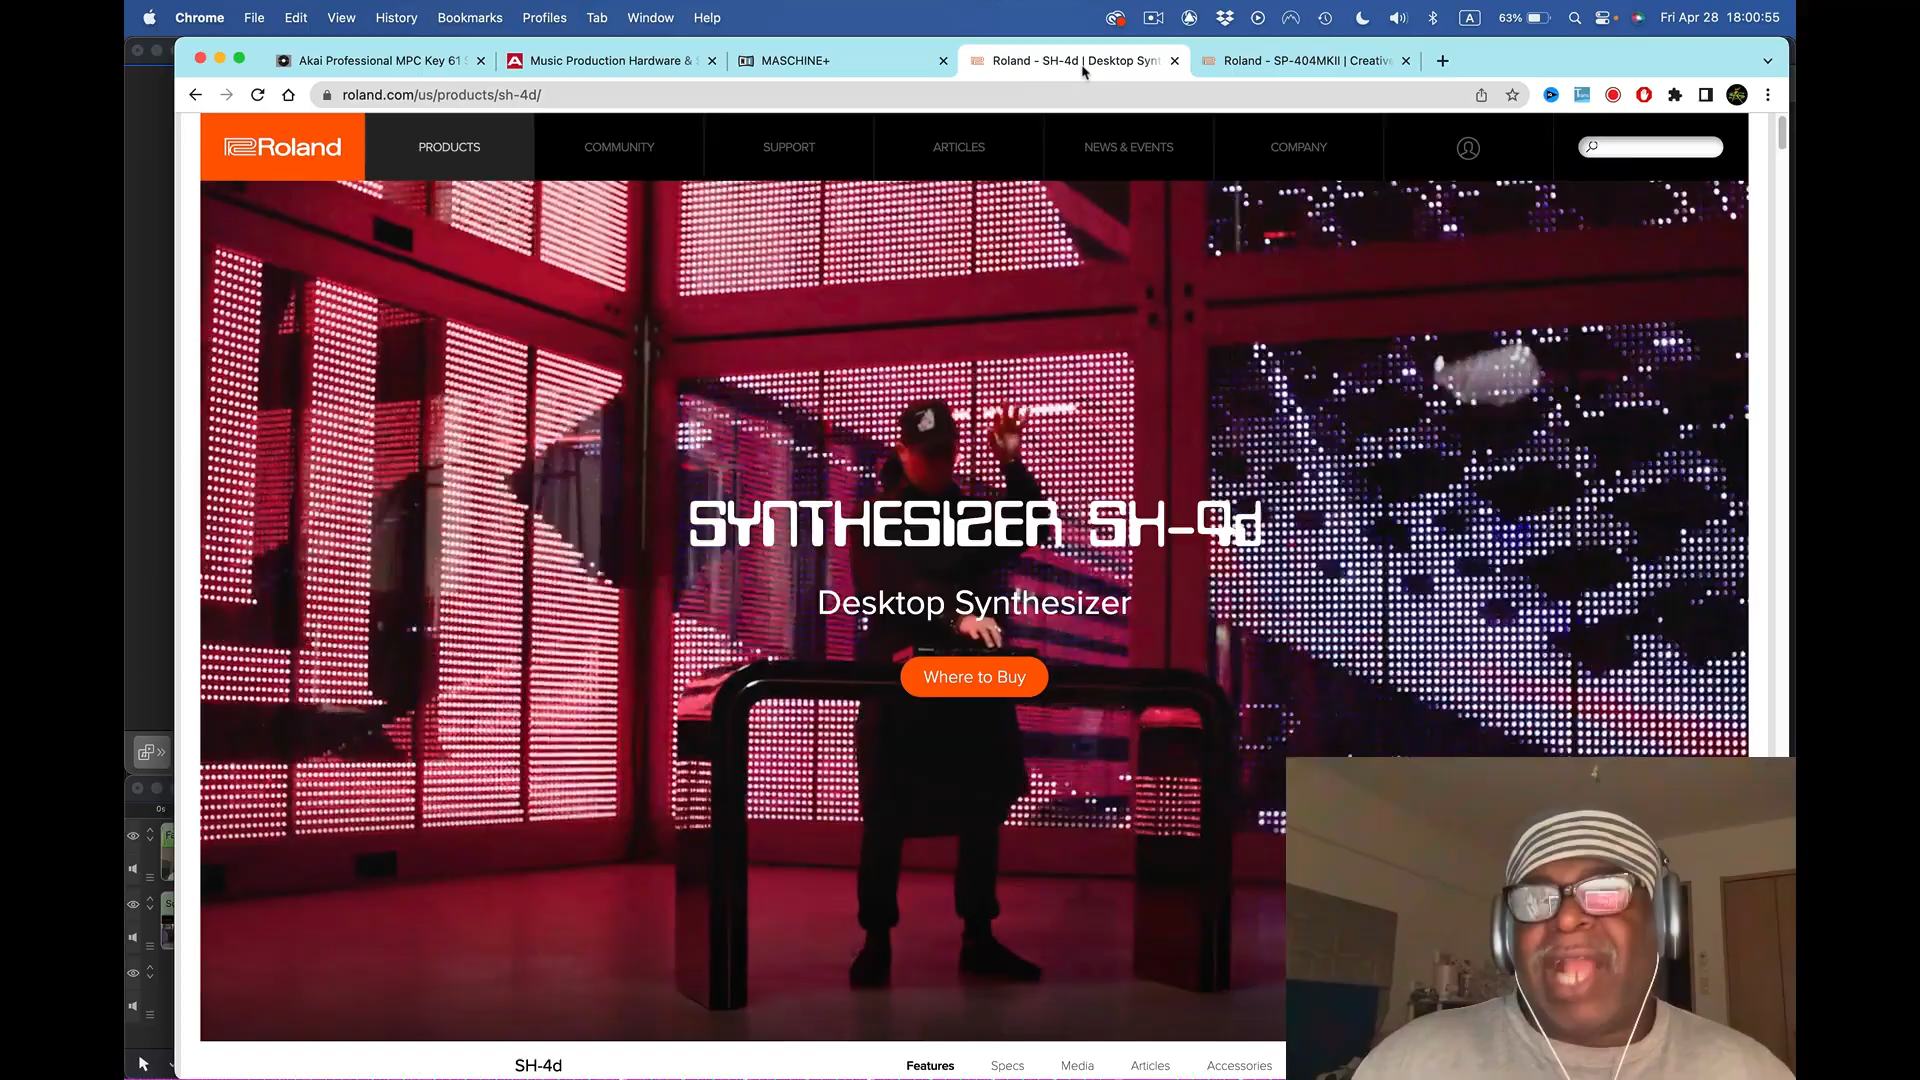 Chrome File Edit View History Bookmarks Profiles Tab Window Help
A 63% Fri Apr 28 18:00:55
Akai Professional MPC Key 61
Music Production Hardware &
MASCHINE+
Roland - SH-4d | Desktop Synt
Roland - SP-404MKII | Creative
roland.com/us/products/sh-4d/
Roland PRODUCTS COMMUNITY SUPPORT ARTICLES NEWS & EVENTS COMPANY
SYNTHESIZER SH-4d
Desktop Synthesizer
Where to Buy
0s
SH-4d Features Specs Media Articles Accessories